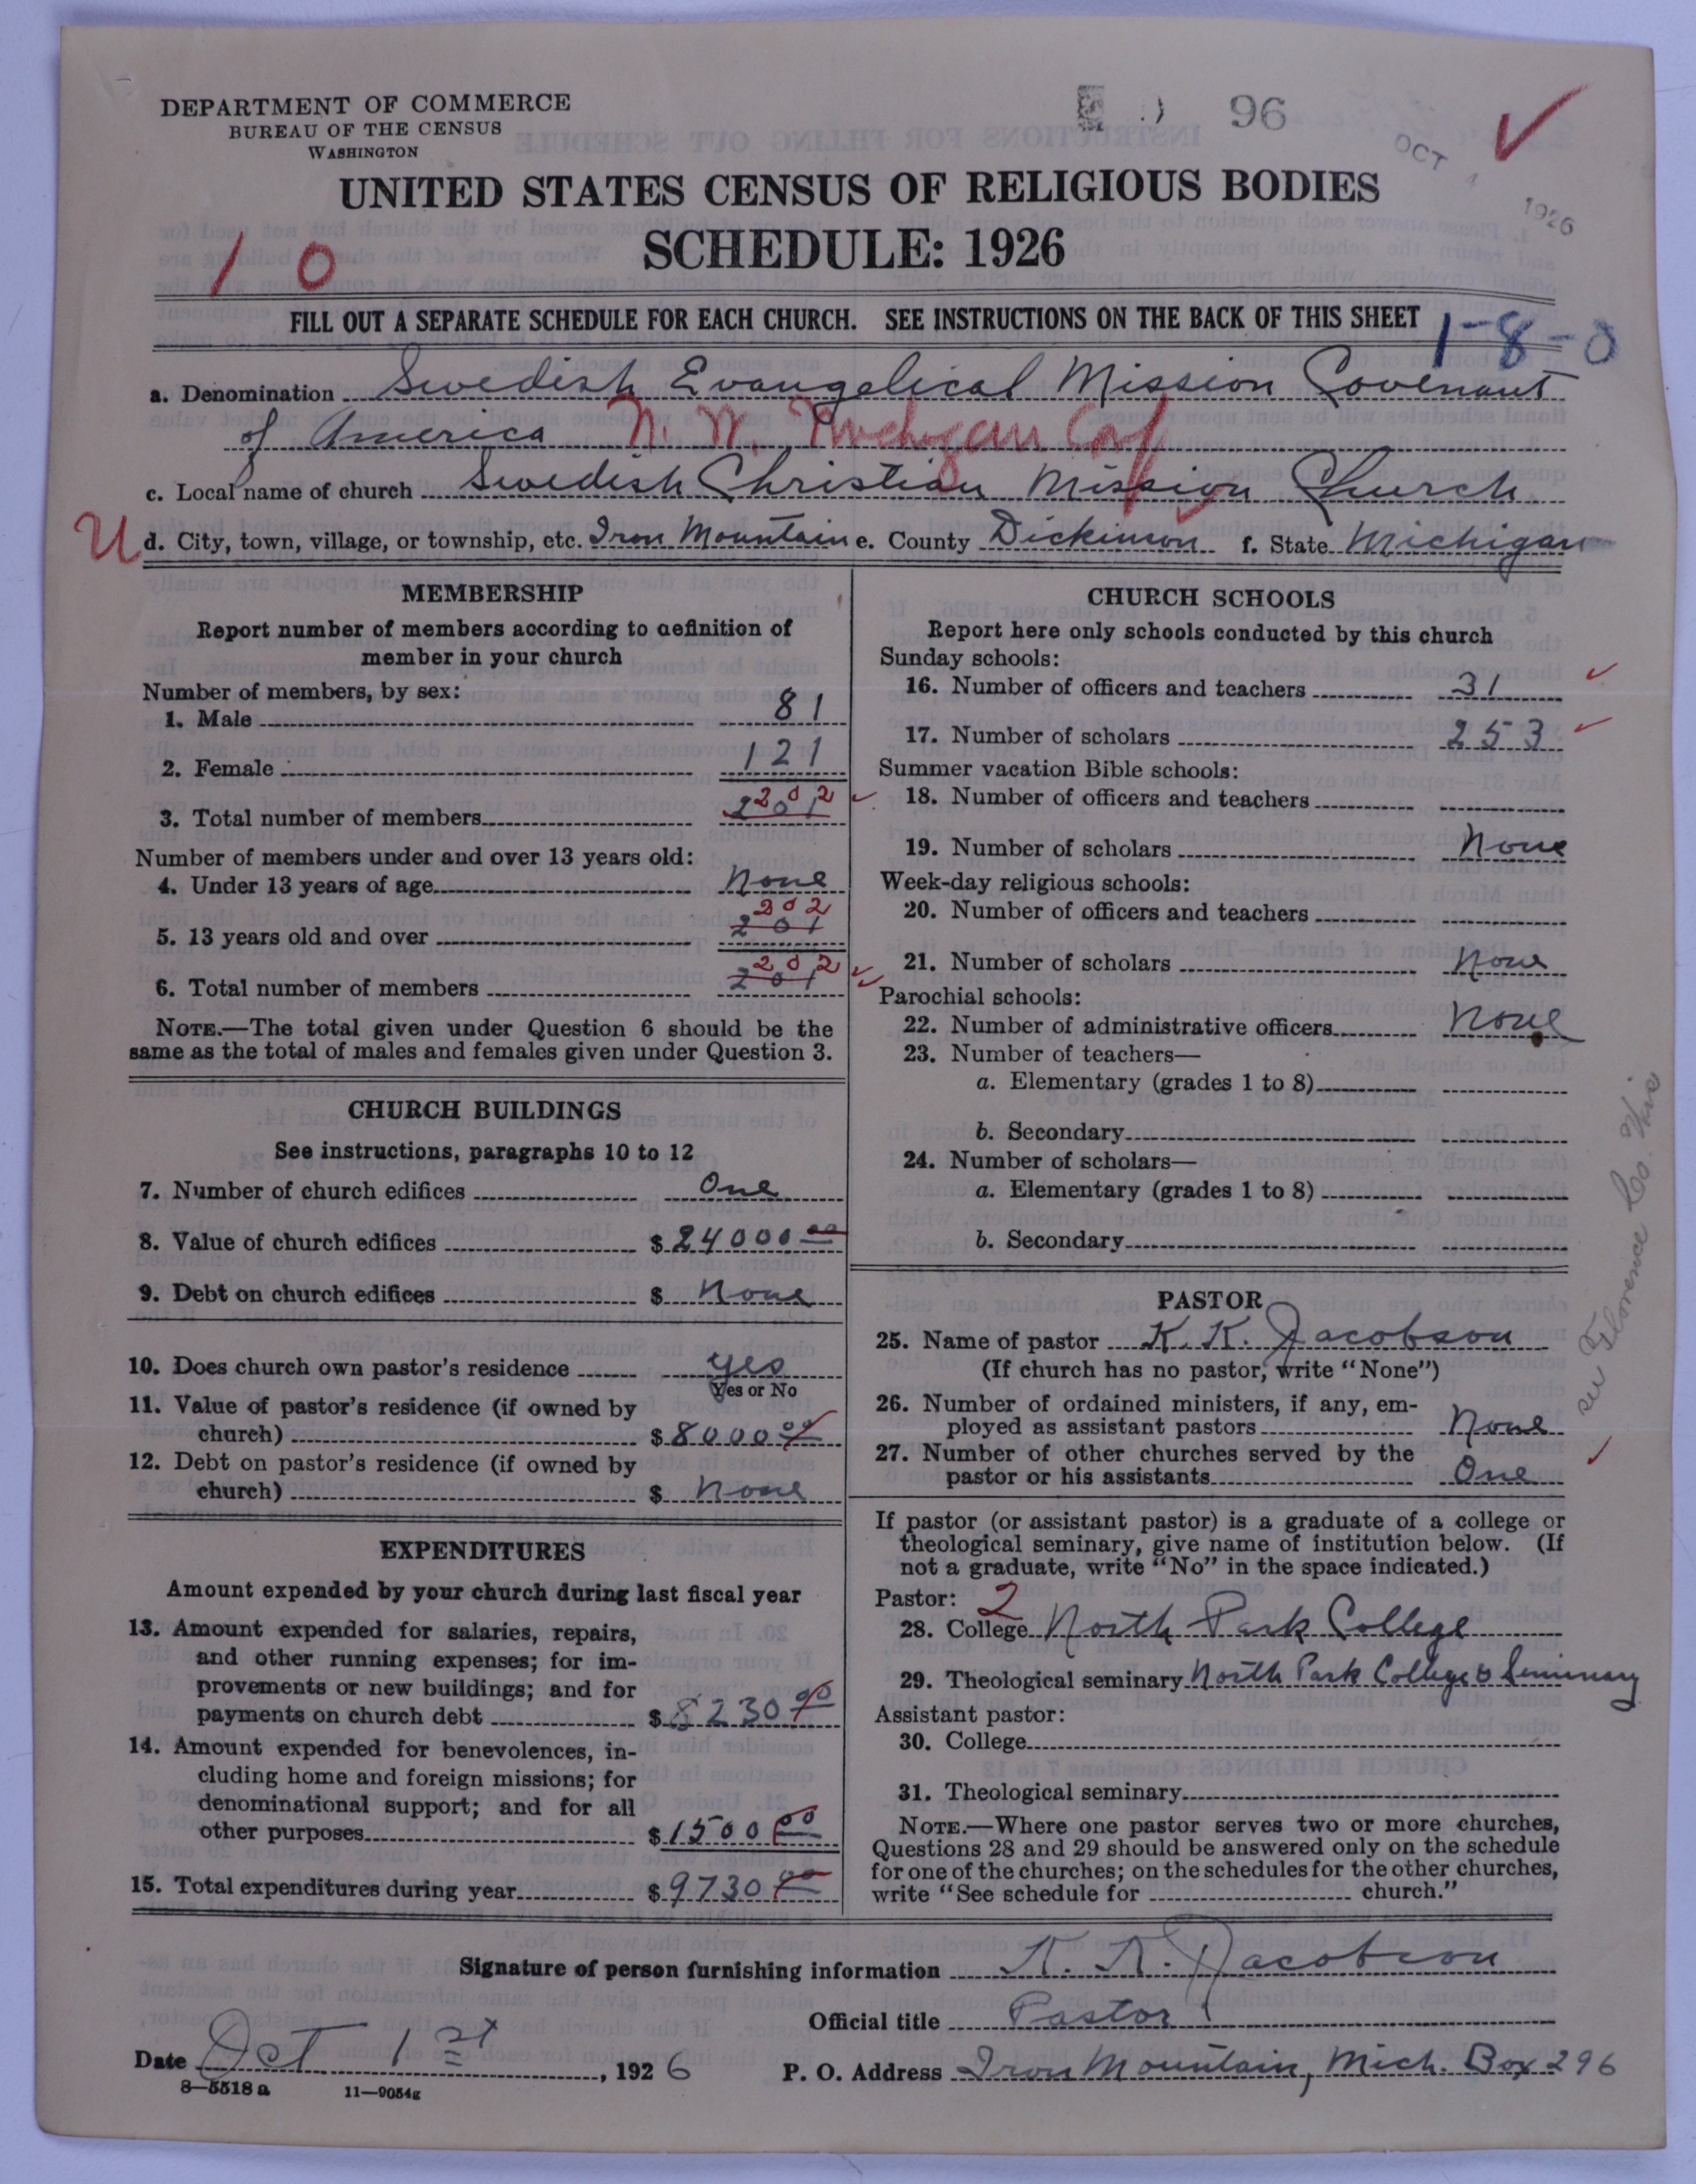 DEPARTMENT OF COMMERCE
BUREAU OF THE CENSUS
WASHINGTON
96
OCT 1926
UNITED STATES CENSUS OF RELIGIOUS BODIES
SCHEDULE: 1926
1 0
FILL OUT A SEPARATE SCHEDULE FOR EACH CHURCH. SEE INSTRUCTIONS ON THE BACK OF THIS SHEET
1-8-0
a. Denomination Swedish Evangelical Mission Covenant
of America N. W. Michigan Conf
c. Local name of church Swedish Christian Mission Church
U d. City, town, village, or township, etc. Iron Mountain e. County Dickinson f. State Michigan
MEMBERSHIP
Report number of members according to definition of
member in your church
Number of members, by sex:
1. Male 81
2. Female 121
3. Total number of members 201 202
Number of members under and over 13 years old:
4. Under 13 years of age None
5. 13 years old and over 201 202
6. Total number of members 201 202
NOTE.—The total given under Question 6 should be the
same as the total of males and females given under Question 3.
CHURCH BUILDINGS
See instructions, paragraphs 10 to 12
7. Number of church edifices One
8. Value of church edifices $ 24000 00
9. Debt on church edifices $ None
10. Does church own pastor's residence yes
Yes or No
11. Value of pastor's residence (if owned by
church) $ 8000 00
12. Debt on pastor's residence (if owned by
church) $ None
EXPENDITURES
Amount expended by your church during last fiscal year
13. Amount expended for salaries, repairs,
and other running expenses; for im-
provements or new buildings; and for
payments on church debt $ 8230 00
14. Amount expended for benevolences, in-
cluding home and foreign missions; for
denominational support; and for all
other purposes $ 1500 00
15. Total expenditures during year $ 9730 00
CHURCH SCHOOLS
Report here only schools conducted by this church
Sunday schools:
16. Number of officers and teachers 31
17. Number of scholars 253
Summer vacation Bible schools:
18. Number of officers and teachers
19. Number of scholars None
Week-day religious schools:
20. Number of officers and teachers
21. Number of scholars None
Parochial schools:
22. Number of administrative officers None
23. Number of teachers—
a. Elementary (grades 1 to 8)
b. Secondary
24. Number of scholars—
a. Elementary (grades 1 to 8)
b. Secondary
PASTOR
25. Name of pastor K. K. Jacobson
(If church has no pastor, write "None")
26. Number of ordained ministers, if any, em-
ployed as assistant pastors None
27. Number of other churches served by the
pastor or his assistants One
see Florence Co. Wis
If pastor (or assistant pastor) is a graduate of a college or
theological seminary, give name of institution below. (If
not a graduate, write "No" in the space indicated.)
Pastor: 2
28. College North Park College
29. Theological seminary North Park College & Seminary
Assistant pastor:
30. College
31. Theological seminary
NOTE.—Where one pastor serves two or more churches,
Questions 28 and 29 should be answered only on the schedule
for one of the churches; on the schedules for the other churches,
write "See schedule for church."
Signature of person furnishing information K. K. Jacobson
Official title Pastor
Date Oct 1st, 1926 P. O. Address Iron Mountain, Mich. Box 296
8—5518 a 11—9054g